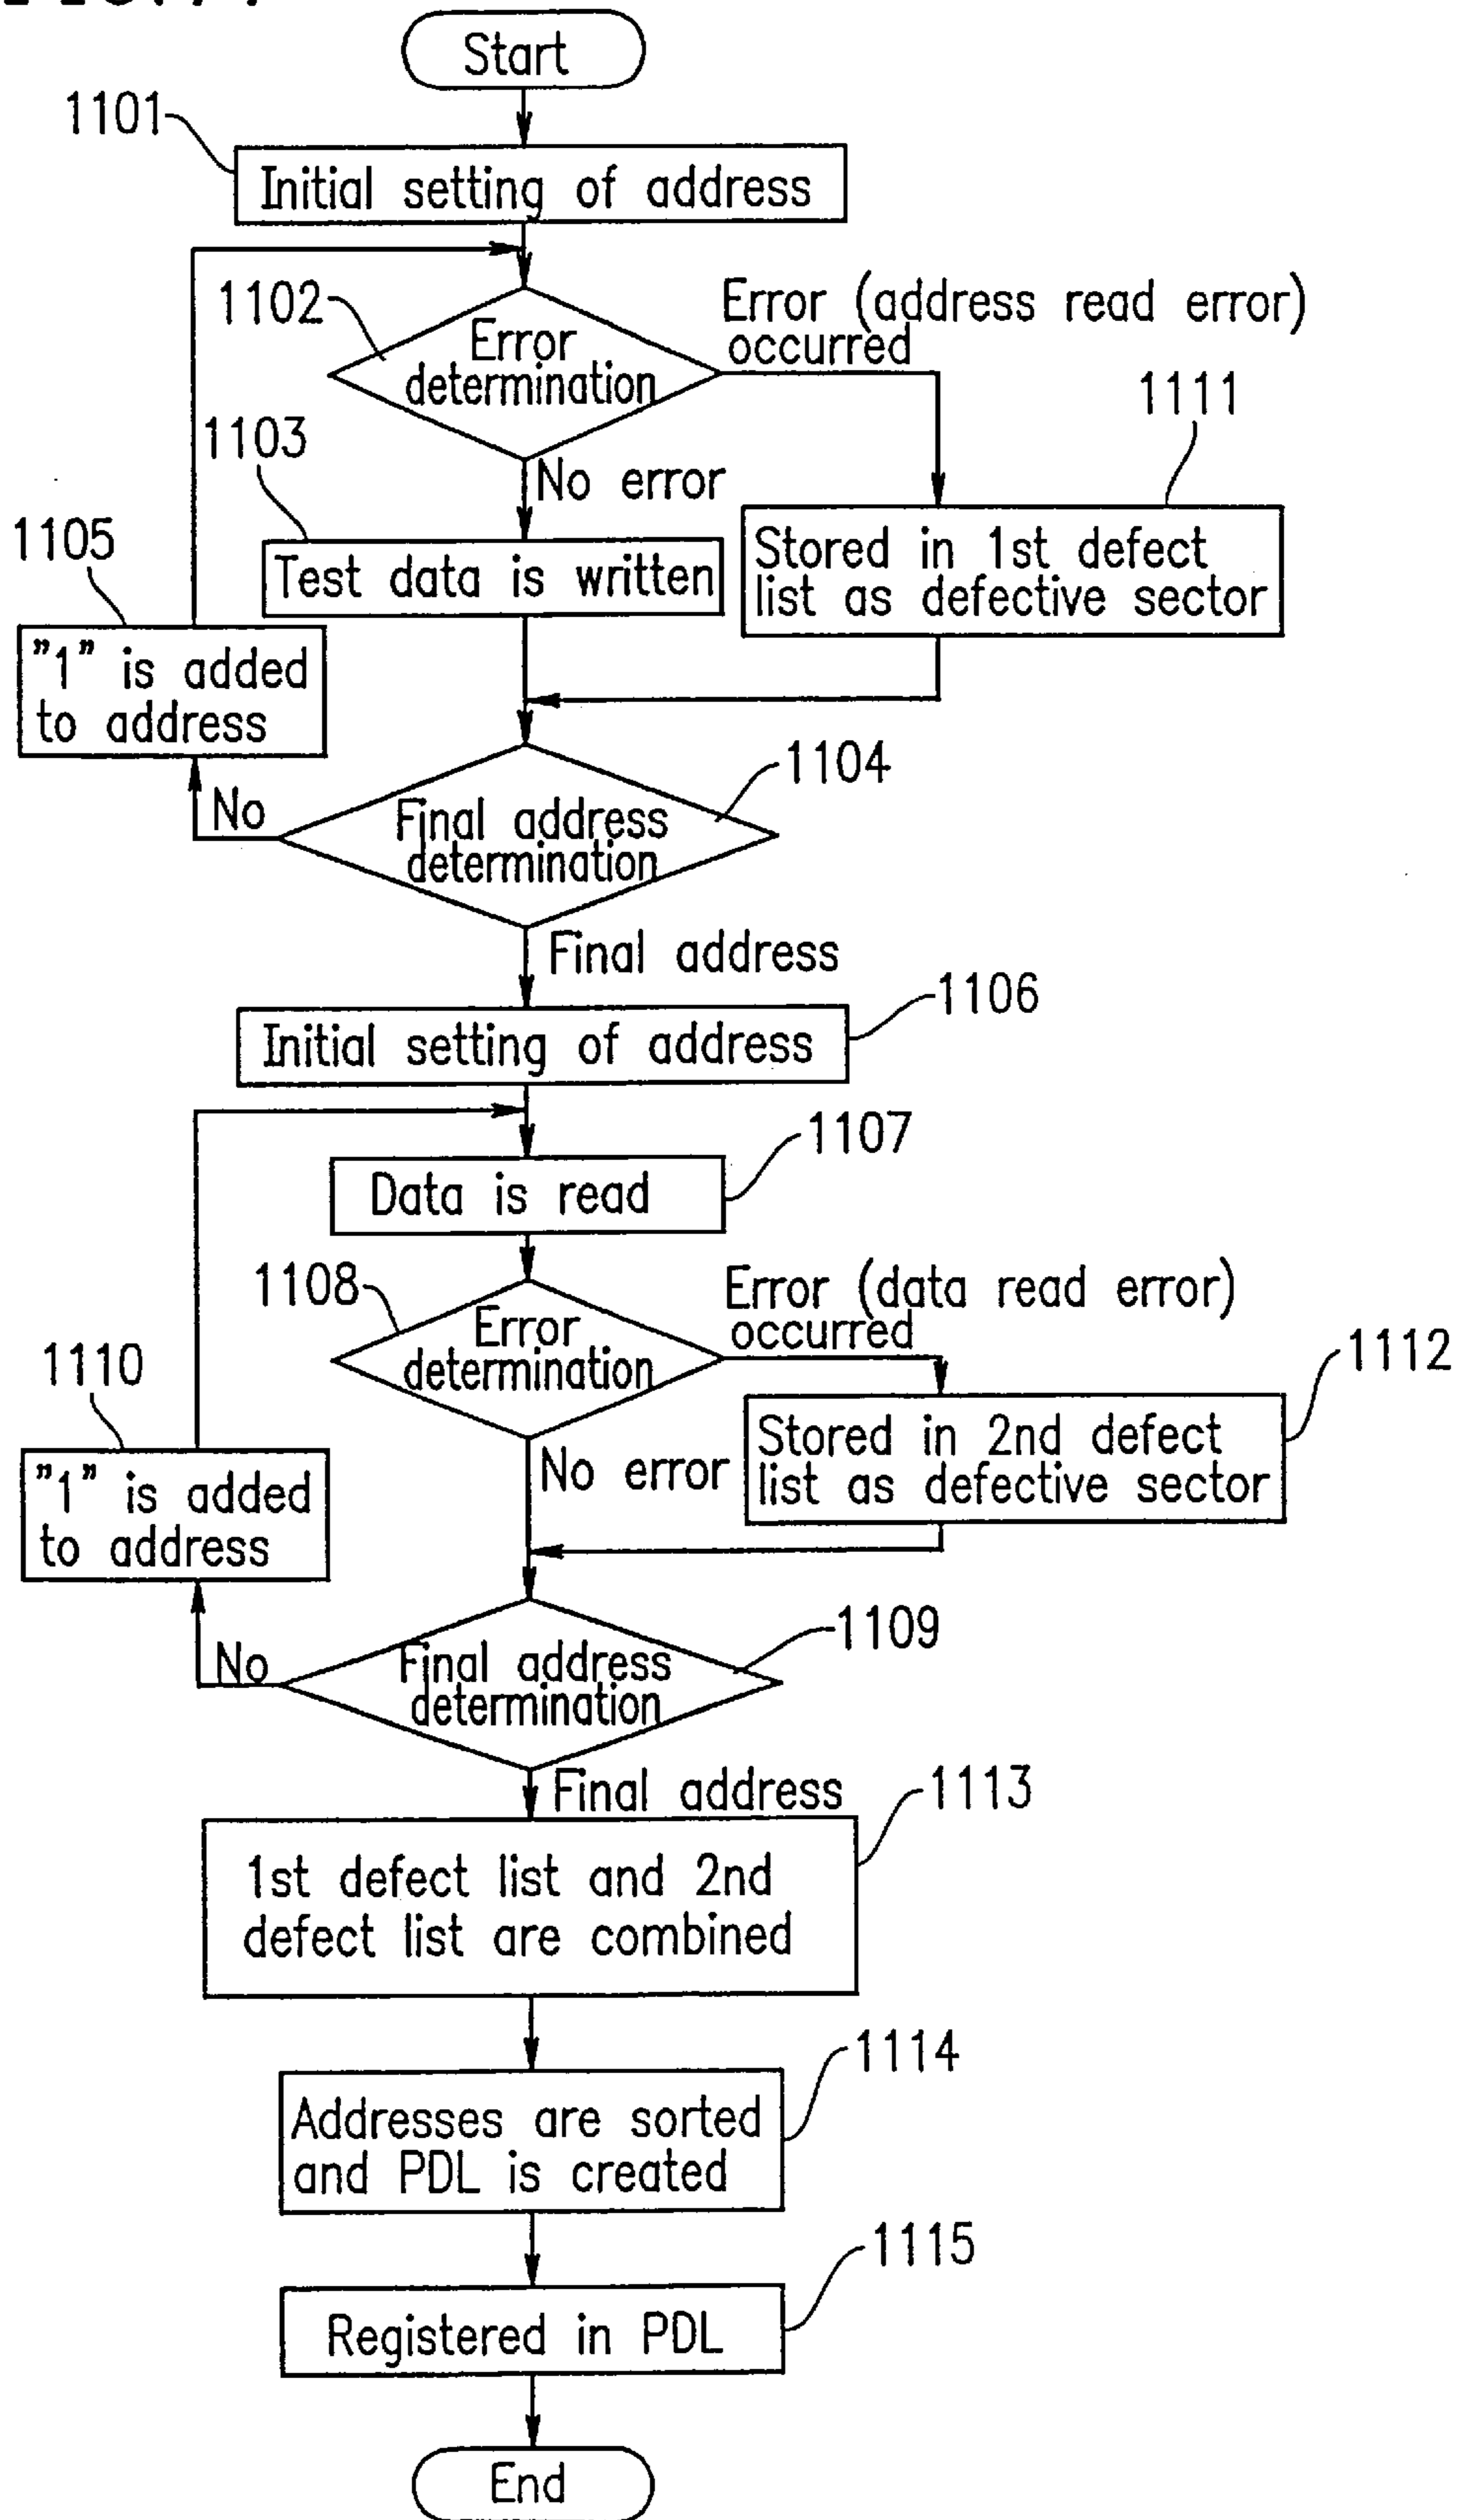 Start
1101
Initial setting of address
1102
Error
determination
Error (address read error)
occurred
1111
1103
No error
1105
Test data is written
Stored in 1st defect
list as defective sector
"1" is added
to address
1104
No
Final address
determination
Final address
1106
Initial setting of address
1107
Data is read
1108
Error
determination
Error (data read error)
occurred
1112
1110
No error
Stored in 2nd defect
list as defective sector
"1" is added
to address
1109
No
Final address
determination
Final address
1113
1st defect list and 2nd
defect list are combined
1114
Addresses are sorted
and PDL is created
1115
Registered in PDL
End